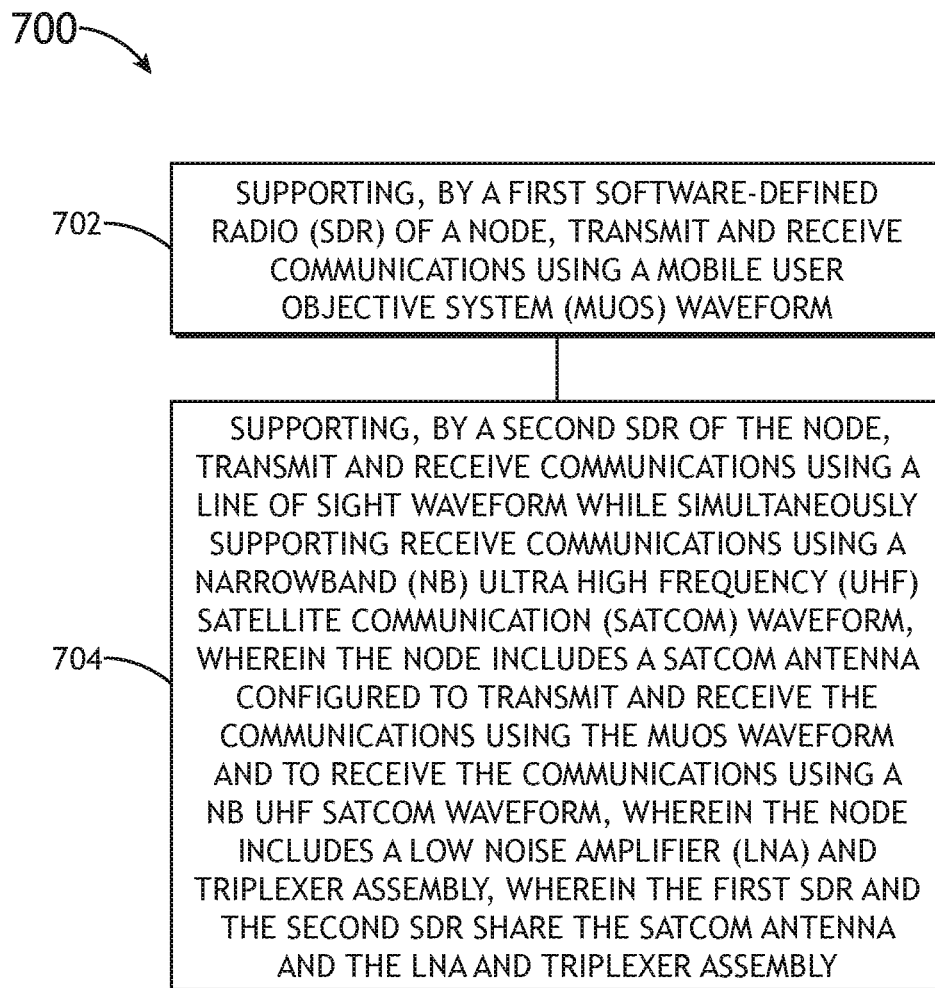 700
702
SUPPORTING, BY A FIRST SOFTWARE-DEFINED
RADIO (SDR) OF A NODE, TRANSMIT AND RECEIVE
COMMUNICATIONS USING A MOBILE USER
OBJECTIVE SYSTEM (MUOS) WAVEFORM
704
SUPPORTING, BY A SECOND SDR OF THE NODE,
TRANSMIT AND RECEIVE COMMUNICATIONS USING A
LINE OF SIGHT WAVEFORM WHILE SIMULTANEOUSLY
SUPPORTING RECEIVE COMMUNICATIONS USING A
NARROWBAND (NB) ULTRA HIGH FREQUENCY (UHF)
SATELLITE COMMUNICATION (SATCOM) WAVEFORM,
WHEREIN THE NODE INCLUDES A SATCOM ANTENNA
CONFIGURED TO TRANSMIT AND RECEIVE THE
COMMUNICATIONS USING THE MUOS WAVEFORM
AND TO RECEIVE THE COMMUNICATIONS USING A
NB UHF SATCOM WAVEFORM, WHEREIN THE NODE
INCLUDES A LOW NOISE AMPLIFIER (LNA) AND
TRIPLEXER ASSEMBLY, WHEREIN THE FIRST SDR AND
THE SECOND SDR SHARE THE SATCOM ANTENNA
AND THE LNA AND TRIPLEXER ASSEMBLY